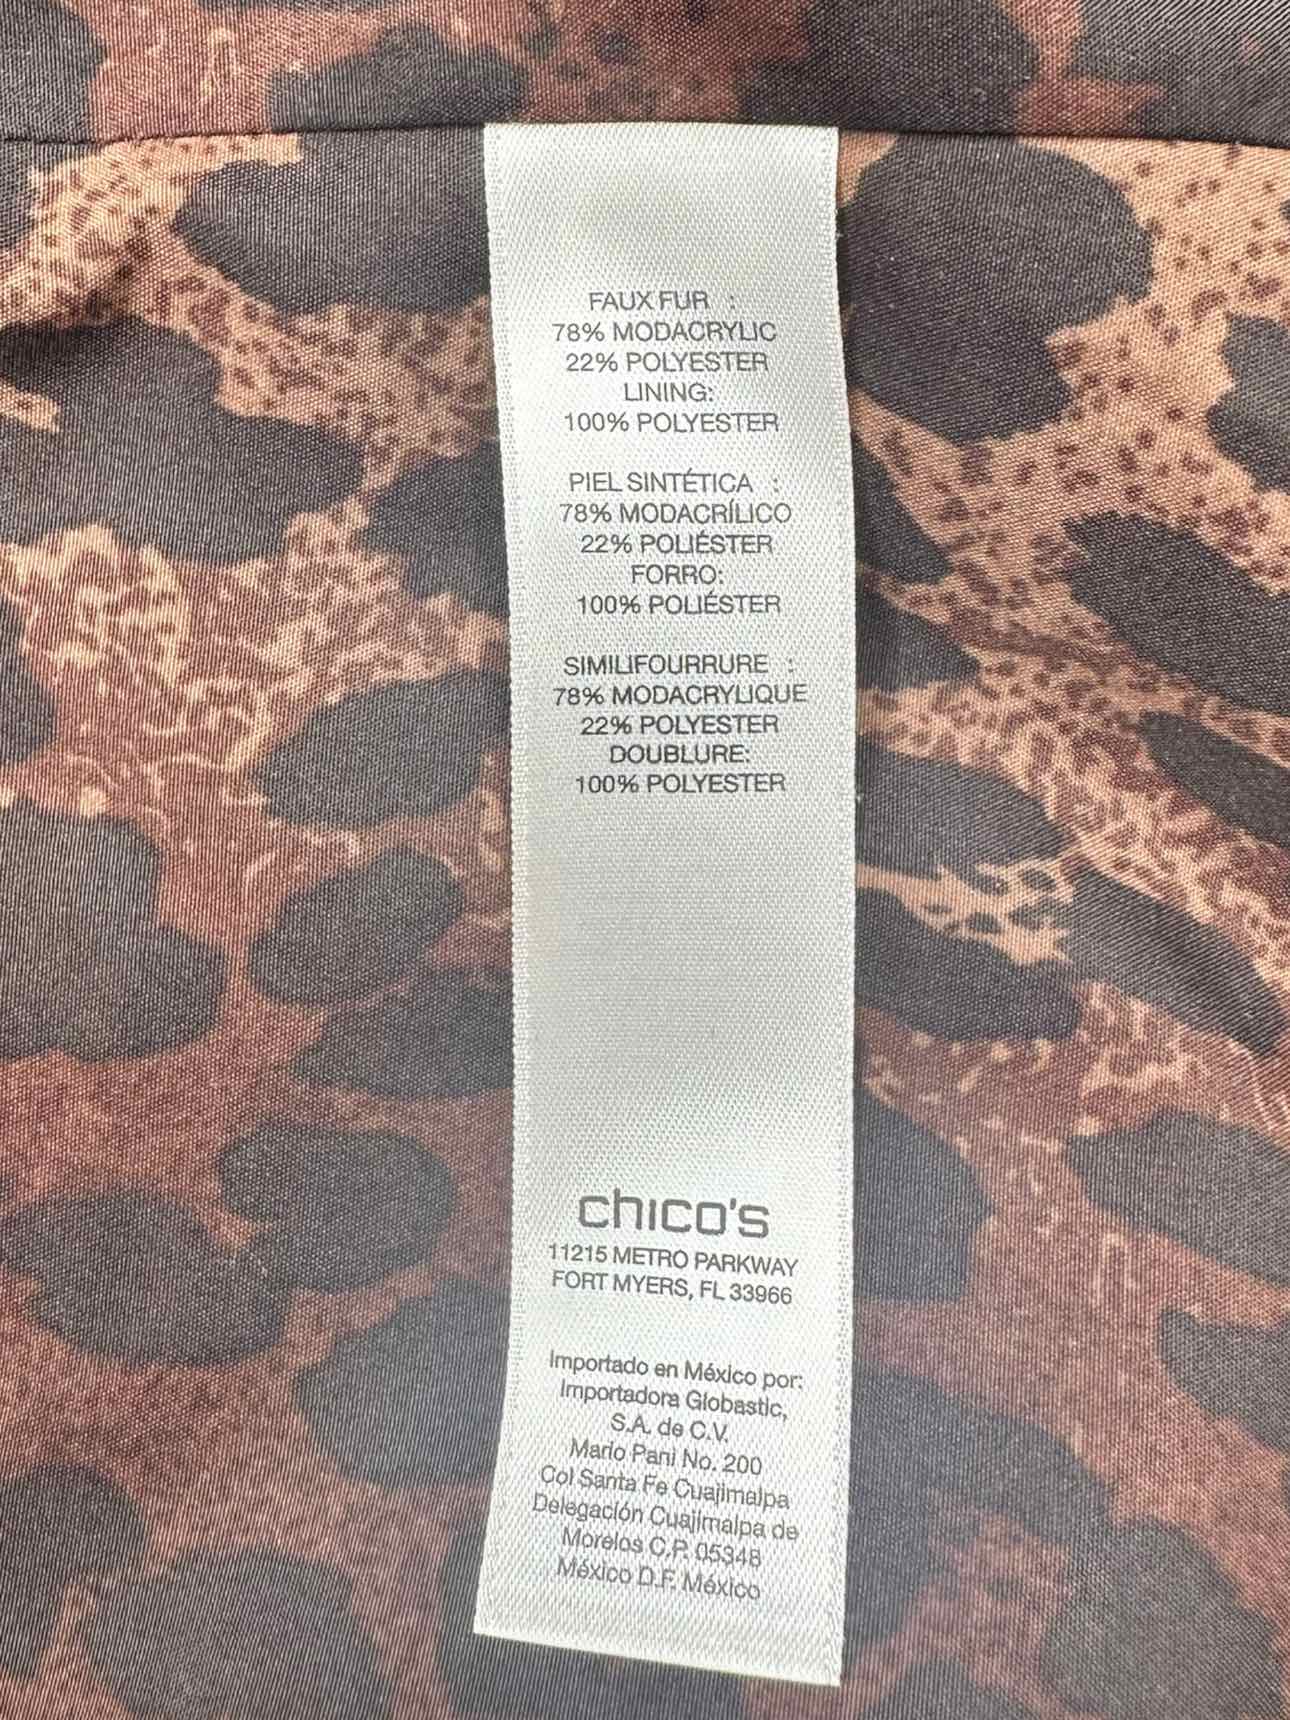 FAUX FUR :
78% MODACRYLIC
22% POLYESTER
LINING:
100% POLYESTER
PIEL SINTÉTICA :
78% MODACRÍLICO
22% POLIÉSTER
FORRO:
100% POLIÉSTER
SIMILIFOURRURE :
78% MODACRYLIQUE
22% POLYESTER
DOUBLURE:
100% POLYESTER
chico's
11215 METRO PARKWAY
FORT MYERS, FL 33966
Importado en México por:
Importadora Globastic,
S.A. de C.V.
Mario Pani No. 200
Col Santa Fe Cuajimalpa
Delegación Cuajimalpa de
Morelos C.P. 05348
México D.F. México